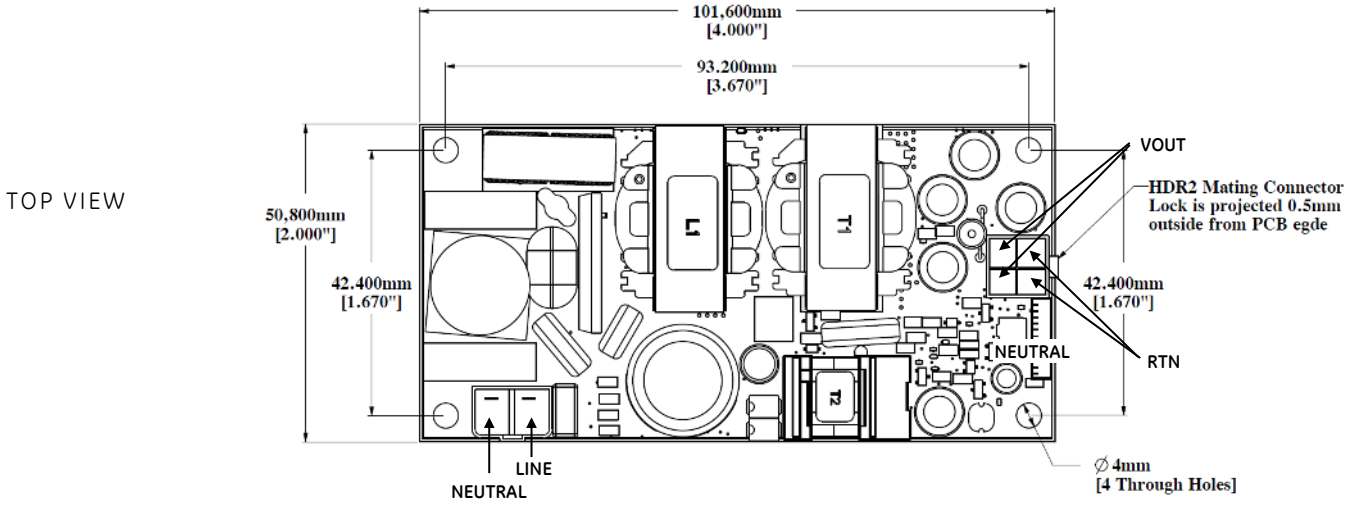 101,600mm
[4.000"]
93.200mm
[3.670"]
VOUT
HDR2 Mating Connector
Lock is projected 0.5mm
outside from PCB egde
TOP VIEW
50,800mm
[2.000"]
L1
T1
42.400mm
[1.670"]
42.400mm
[1.670"]
NEUTRAL
RTN
T2
LINE
NEUTRAL
Ø 4mm
[4 Through Holes]